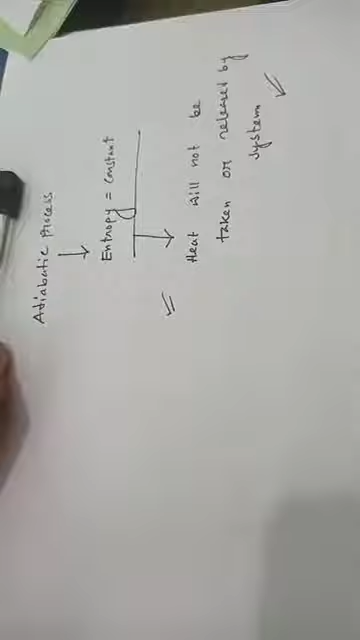 Adiabatic Process
↓
Entropy = constant
↓
Heat will not be
taken or released by
system